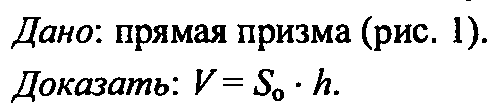 Дано: прямая призма (рис. 1).
Доказать: V = Sₒ · h.